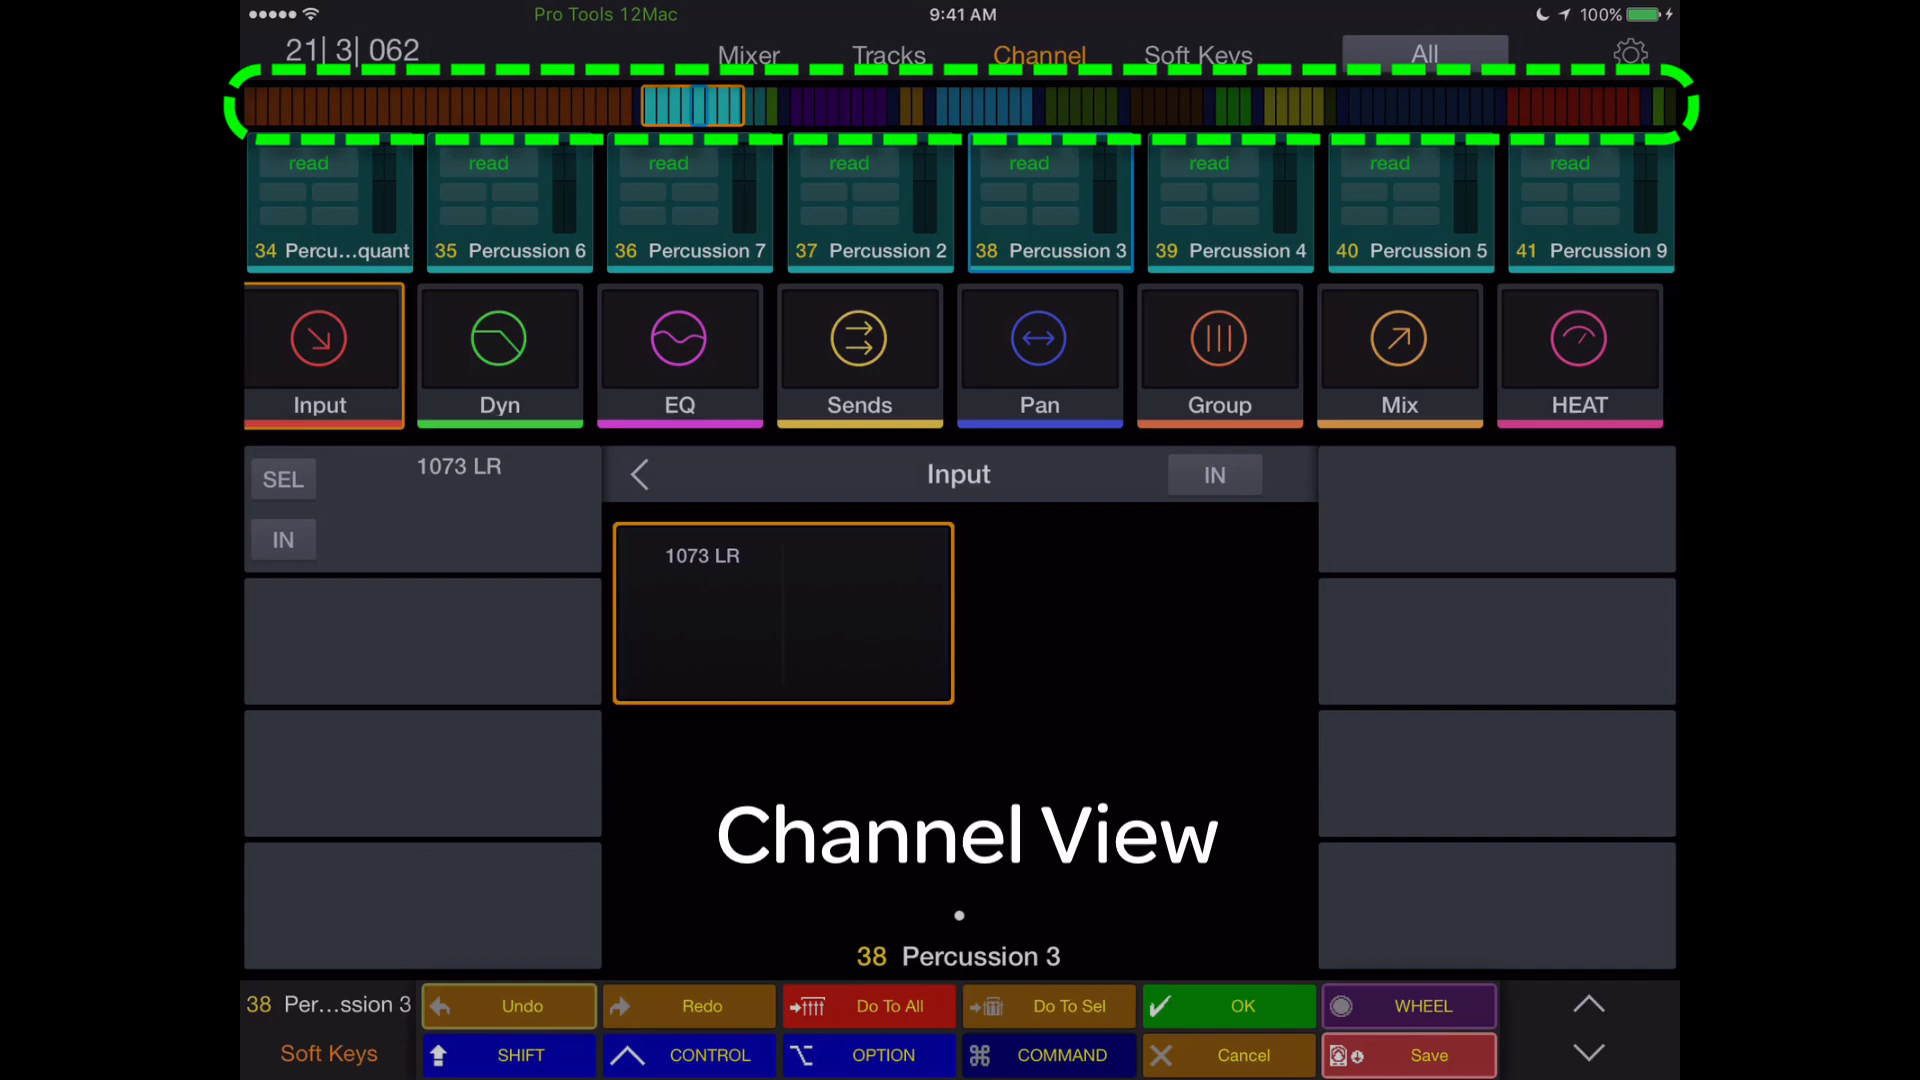 Pro Tools 12Mac
9:41 AM
100%
21| 3| 062
Mixer
Tracks
Channel
Soft Keys
All
read
read
read
read
read
read
read
read
34 Percu...quant
35 Percussion 6
36 Percussion 7
37 Percussion 2
38 Percussion 3
39 Percussion 4
40 Percussion 5
41 Percussion 9
Input
Dyn
EQ
Sends
Pan
Group
Mix
HEAT
SEL
1073 LR
IN
Input
IN
1073 LR
Channel View
38 Percussion 3
38 Per...ssion 3
Undo
Redo
Do To All
Do To Sel
OK
WHEEL
Soft Keys
SHIFT
CONTROL
OPTION
COMMAND
Cancel
Save